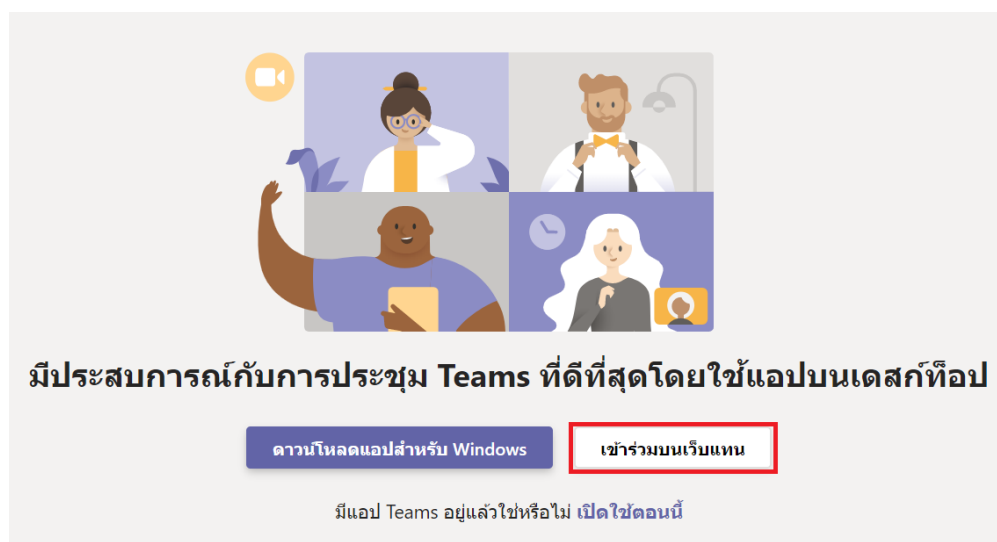 มีประสบการณ์กับการประชุม Teams ที่ดีที่สุดโดยใช้แอปบนเดสก์ท็อป
ดาวน์โหลดแอปสำหรับ Windows
เข้าร่วมบนเว็บแทน
มีแอป Teams อยู่แล้วใช่หรือไม่ เปิดใช้ตอนนี้